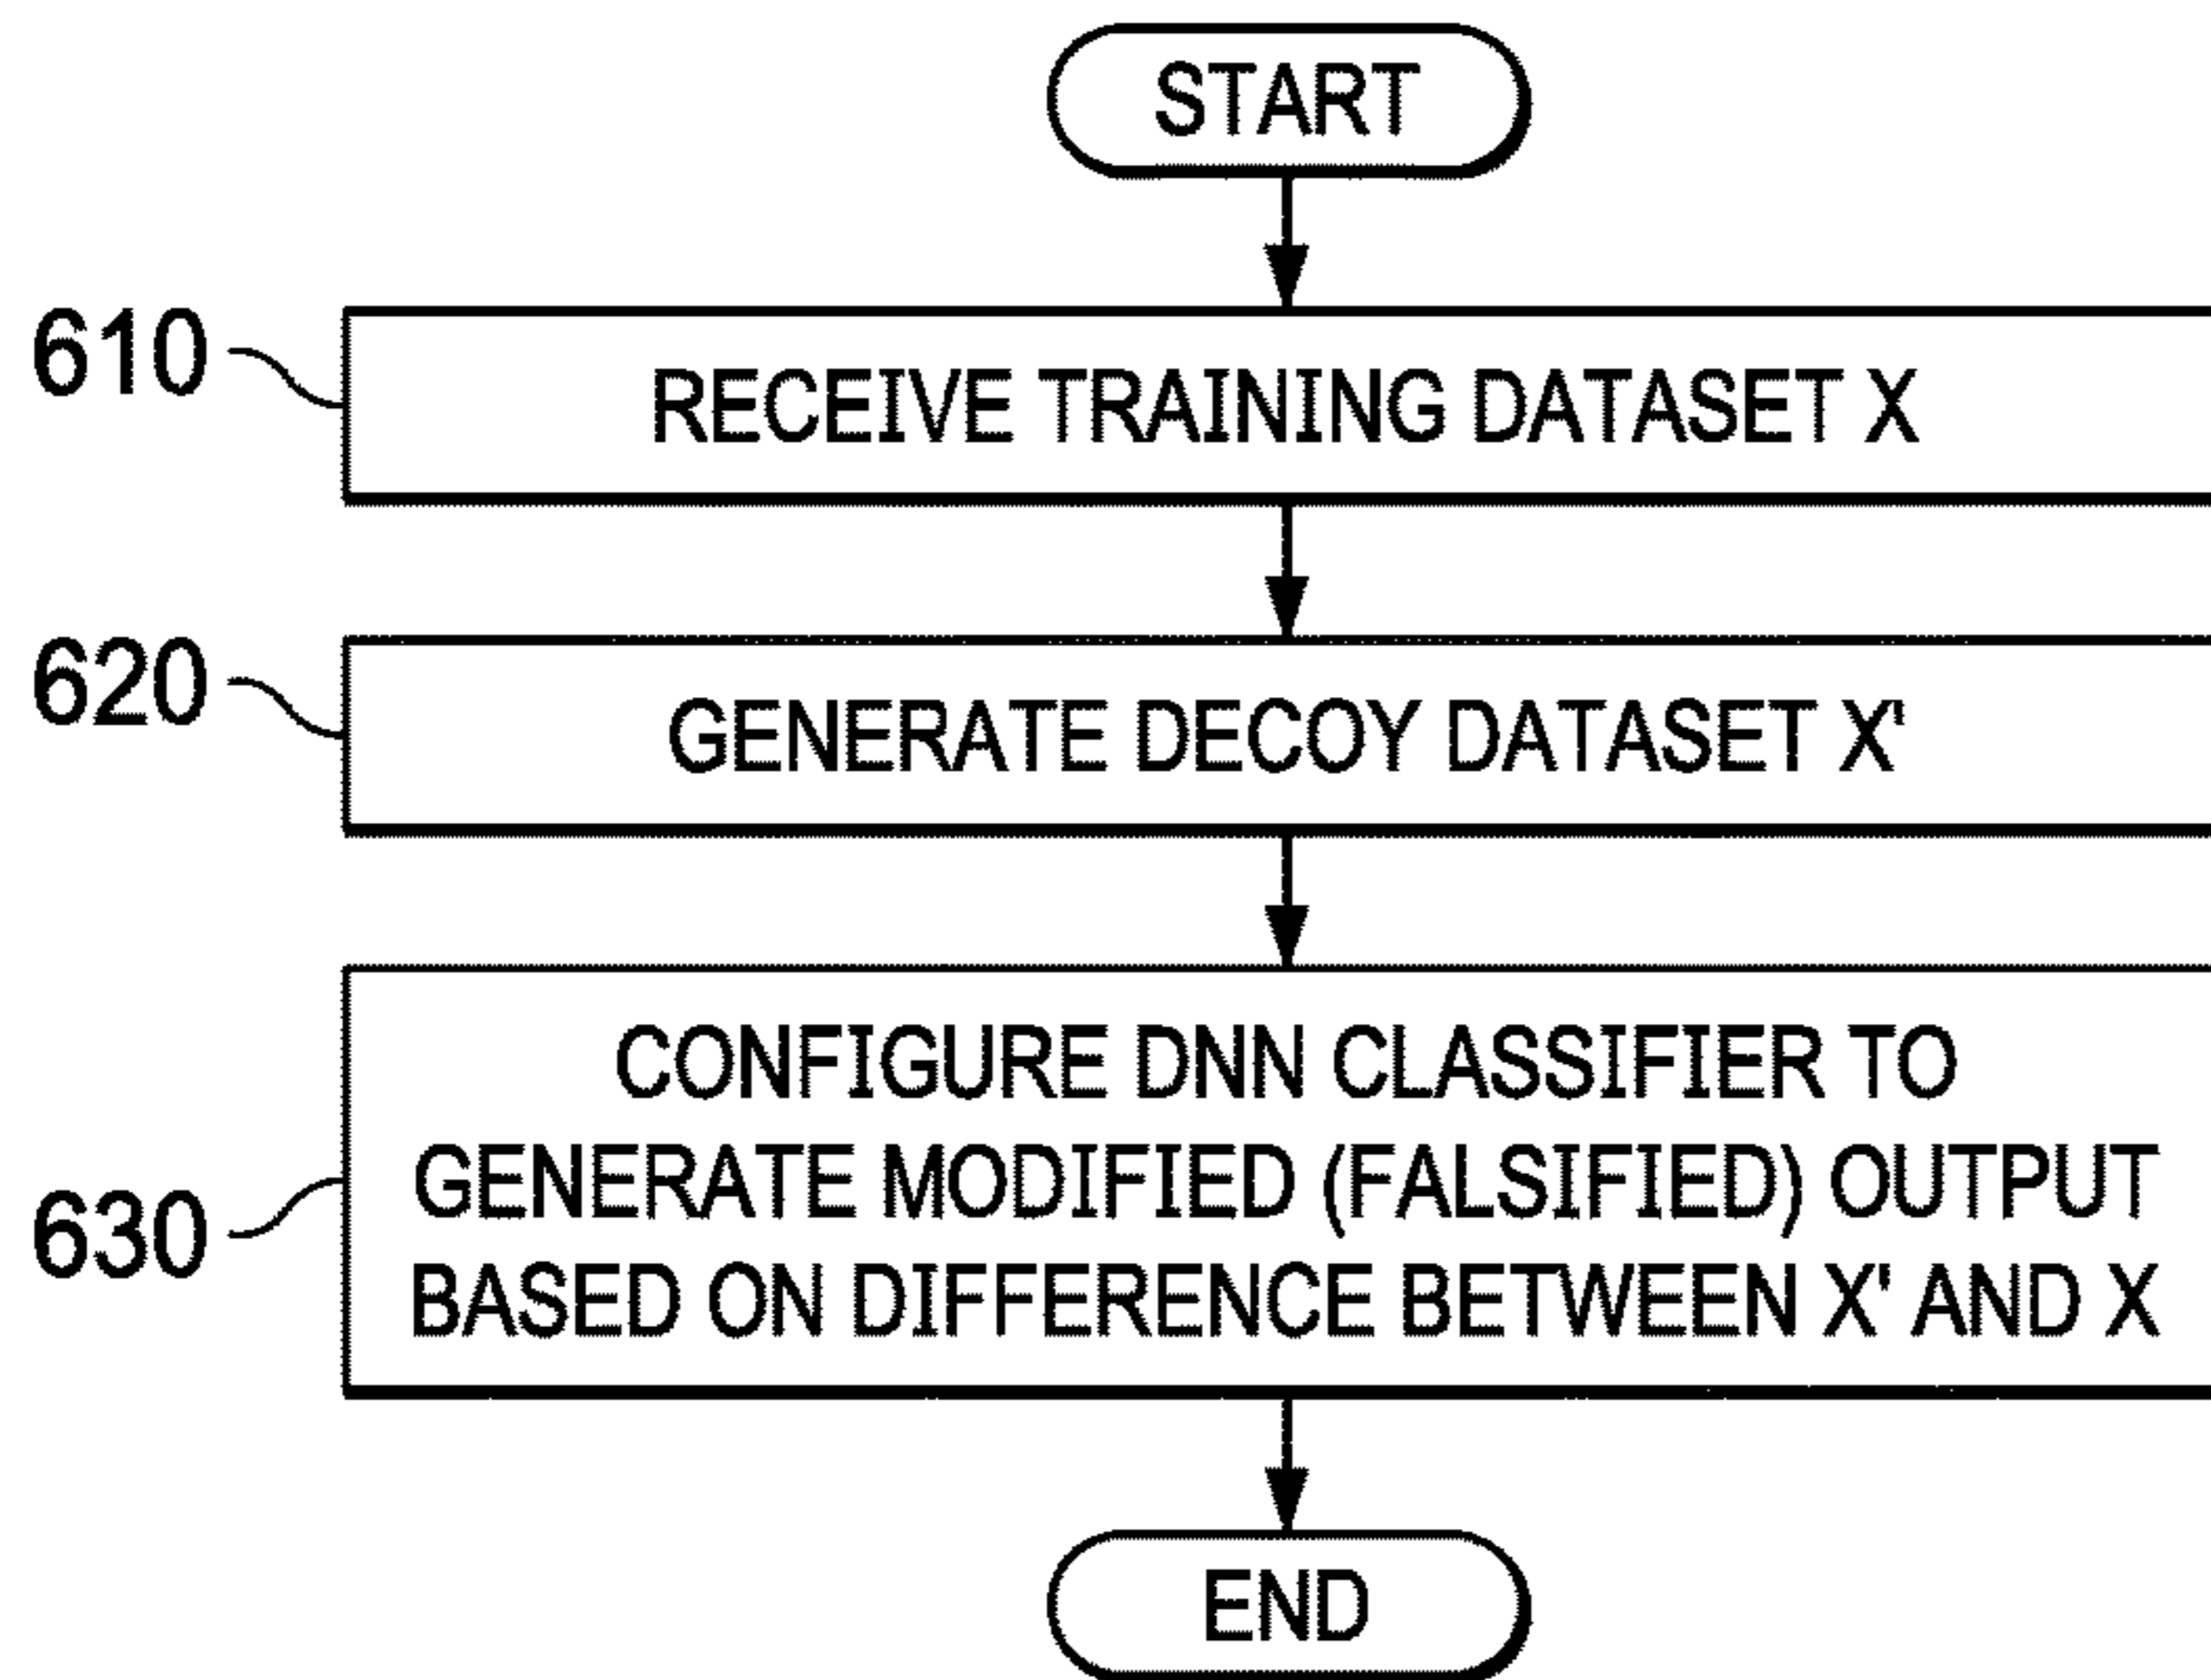 START
610
RECEIVE TRAINING DATASET X
620
GENERATE DECOY DATASET X'
630
CONFIGURE DNN CLASSIFIER TO
GENERATE MODIFIED (FALSIFIED) OUTPUT
BASED ON DIFFERENCE BETWEEN X' AND X
END